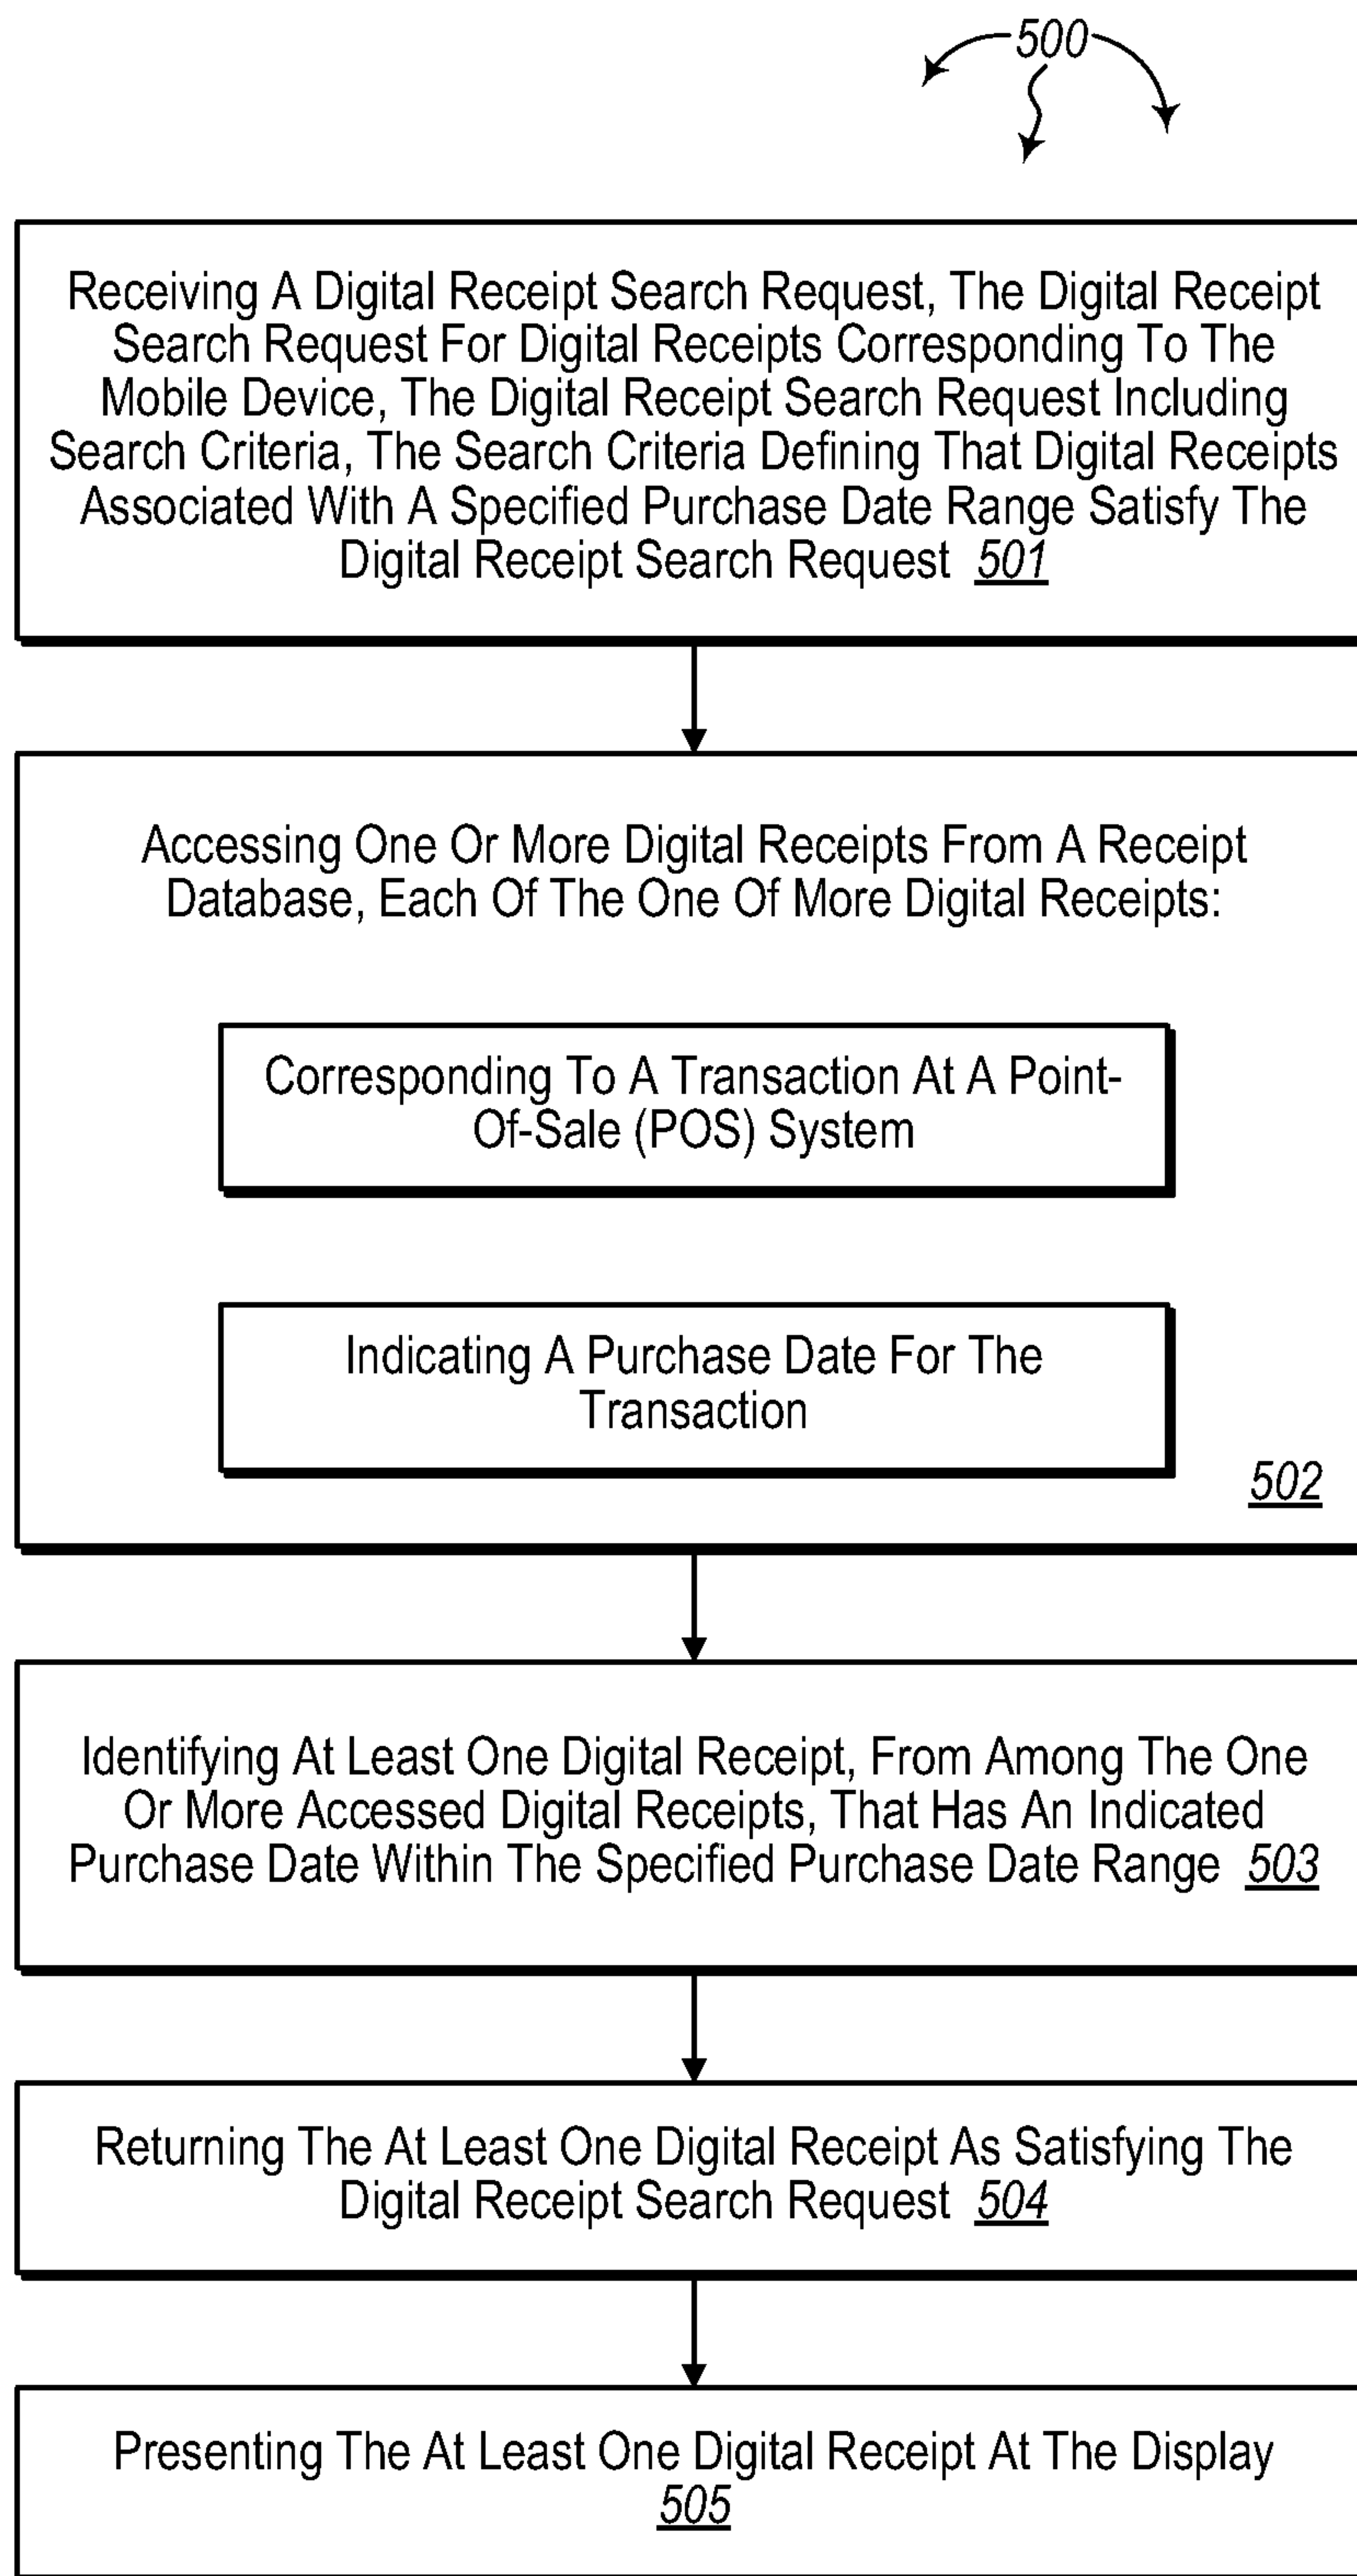 500
Receiving A Digital Receipt Search Request, The Digital Receipt
Search Request For Digital Receipts Corresponding To The
Mobile Device, The Digital Receipt Search Request Including
Search Criteria, The Search Criteria Defining That Digital Receipts
Associated With A Specified Purchase Date Range Satisfy The
Digital Receipt Search Request 501
Accessing One Or More Digital Receipts From A Receipt
Database, Each Of The One Of More Digital Receipts:
Corresponding To A Transaction At A Point-
Of-Sale (POS) System
Indicating A Purchase Date For The
Transaction
502
Identifying At Least One Digital Receipt, From Among The One
Or More Accessed Digital Receipts, That Has An Indicated
Purchase Date Within The Specified Purchase Date Range 503
Returning The At Least One Digital Receipt As Satisfying The
Digital Receipt Search Request 504
Presenting The At Least One Digital Receipt At The Display
505